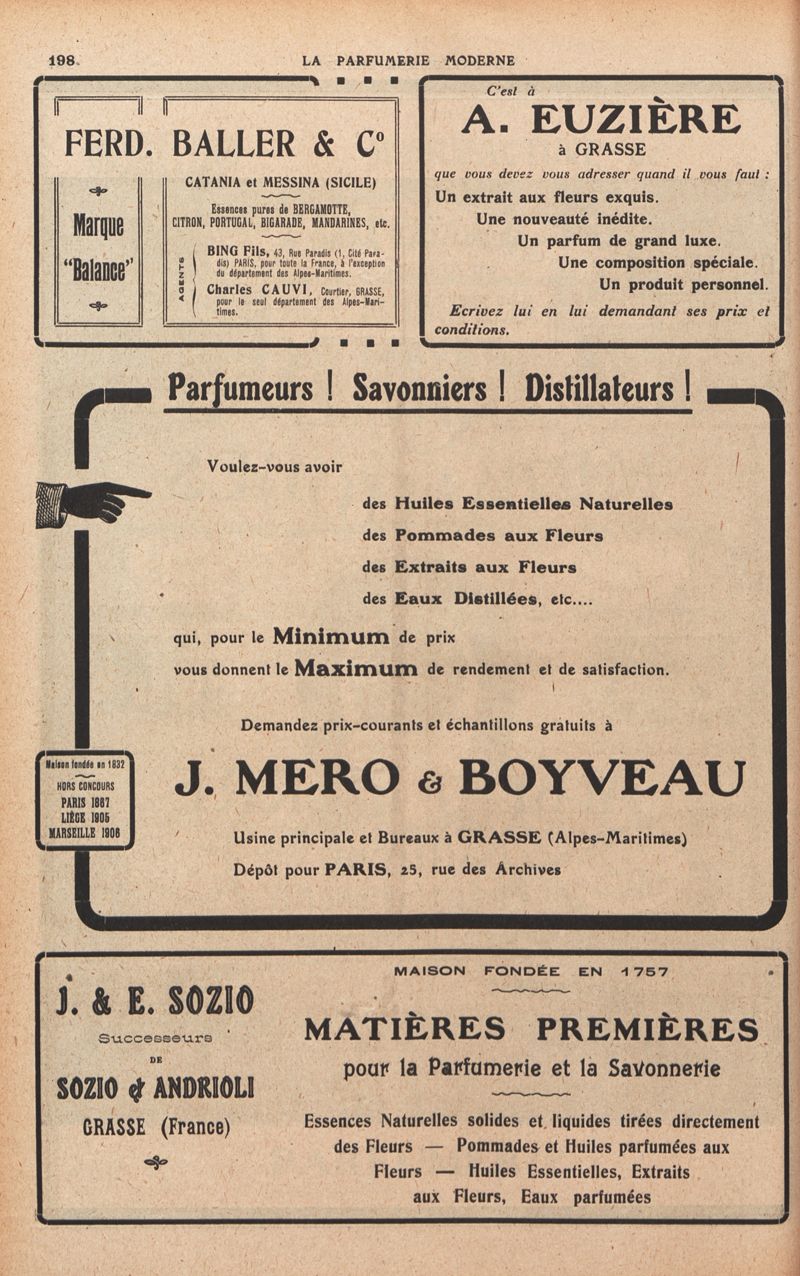 198
LA PARFUMERIE MODERNE
FERD. BALLER & Cº
Marque
"Balance"
CATANIA et MESSINA (SICILE)
Essences pures de BERGAMOTTE,
CITRON, PORTUGAL, BIGARADE, MANDARINES, etc.
AGENTS
BING Fils, 43, Rue Paradis (1, Cité Para-
dis) PARIS, pour toute la France, à l'exception
du département des Alpes-Maritimes.
Charles CAUVI, Courtier, GRASSE,
pour le seul département des Alpes-Mari-
times.
C'est à
A. EUZIÈRE
à GRASSE
que vous devez vous adresser quand il vous faut :
Un extrait aux fleurs exquis.
Une nouveauté inédite.
Un parfum de grand luxe.
Une composition spéciale.
Un produit personnel.
Ecrivez lui en lui demandant ses prix et
conditions.
Parfumeurs ! Savonniers ! Distillateurs !
Voulez-vous avoir
des Huiles Essentielles Naturelles
des Pommades aux Fleurs
des Extraits aux Fleurs
des Eaux Distillées, etc....
qui, pour le Minimum de prix
vous donnent le Maximum de rendement et de satisfaction.
Demandez prix-courants et échantillons gratuits à
J. MERO & BOYVEAU
Usine principale et Bureaux à GRASSE (Alpes-Maritimes)
Dépôt pour PARIS, 25, rue des Archives
Maison fondée en 1832
HORS CONCOURS
PARIS 1867
LIÈGE 1905
MARSEILLE 1908
J. & E. SOZIO
Successeurs
DE
SOZIO & ANDRIOLI
GRASSE (France)
MAISON FONDÉE EN 1757
MATIÈRES PREMIÈRES
pour la Parfumerie et la Savonnerie
Essences Naturelles solides et liquides tirées directement
des Fleurs — Pommades et Huiles parfumées aux
Fleurs — Huiles Essentielles, Extraits
aux Fleurs, Eaux parfumées